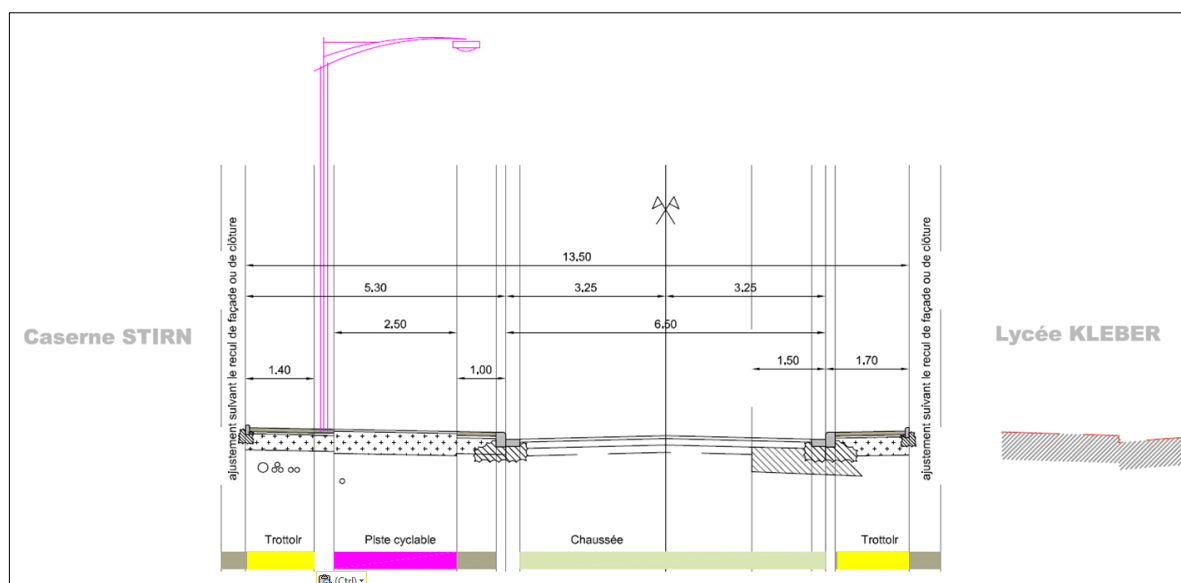 13.50
5.30
3.25
3.25
2.50
6.50
1.50
1.70
1.40
1.00
Caserne STIRN
ajustement suivant le recul de façade ou de clôture
ajustement suivant le recul de façade ou de clôture
Lycée KLEBER
Trottoir
Piste cyclable
Chaussée
Trottoir
(Ctrl)